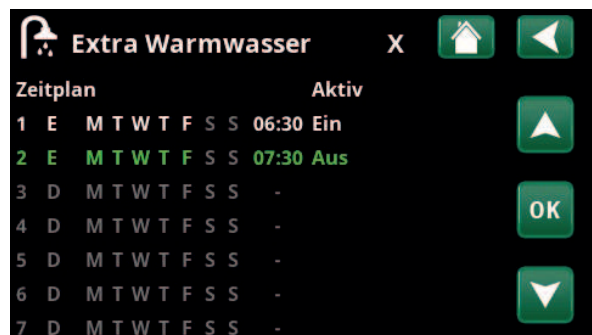 Extra Warmwasser X
Zeitplan Aktiv
1 E M T W T F S S 06:30 Ein
2 E M T W T F S S 07:30 Aus
3 D M T W T F S S -
4 D M T W T F S S -
OK
5 D M T W T F S S -
6 D M T W T F S S -
7 D M T W T F S S -